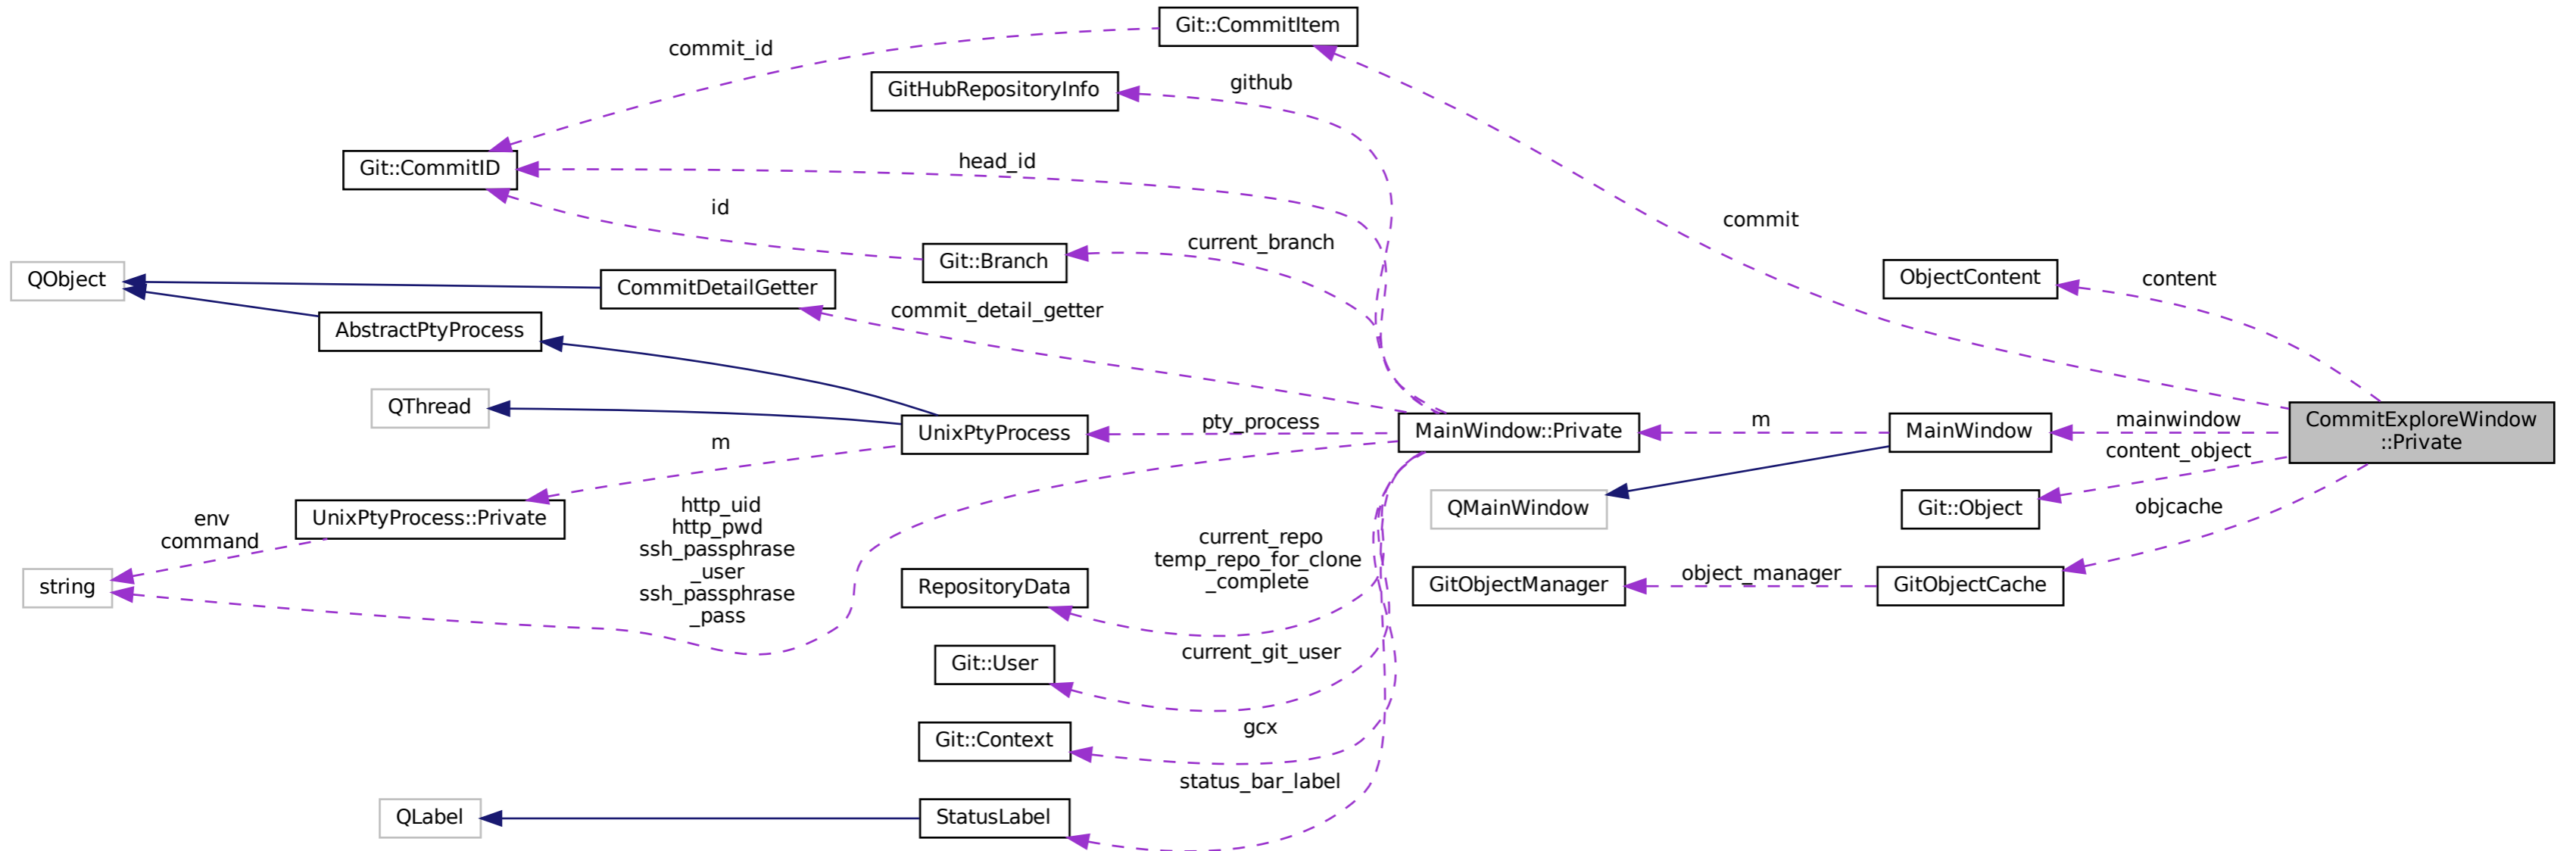 Git::CommitItem
commit_id
GitHubRepositoryInfo
github
Git::CommitID
head_id
id
commit
current_branch
Git::Branch
QObject
CommitDetailGetter
ObjectContent
content
commit_detail_getter
AbstractPtyProcess
QThread
UnixPtyProcess
pty_process
MainWindow::Private
m
MainWindow
mainwindow
CommitExploreWindow
::Private
content_object
m
QMainWindow
Git::Object
objcache
UnixPtyProcess::Private
env
command
http_uid
http_pwd
ssh_passphrase
_user
ssh_passphrase
_pass
current_repo
temp_repo_for_clone
_complete
string
RepositoryData
GitObjectManager
object_manager
GitObjectCache
current_git_user
Git::User
gcx
Git::Context
status_bar_label
QLabel
StatusLabel